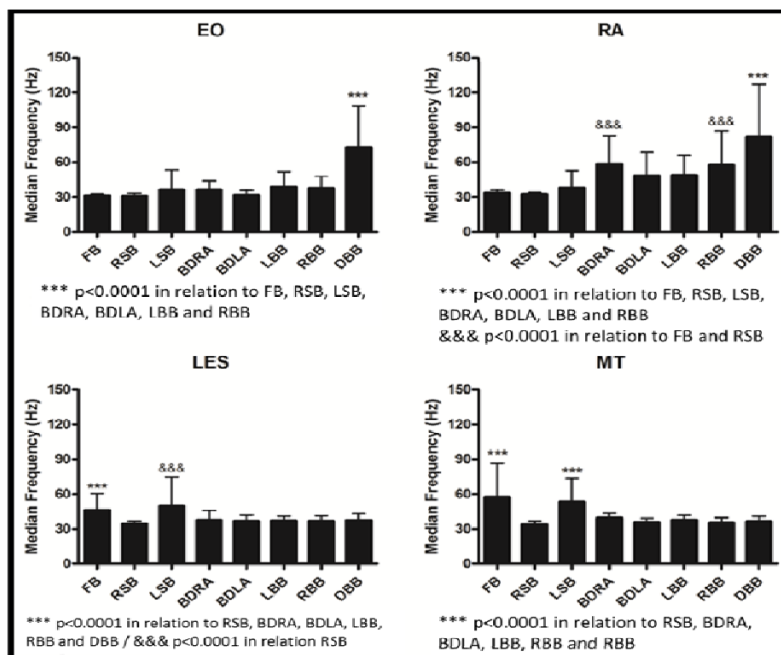 EO
Median Frequency (Hz)
150
120
90
60
30
0
***
FB RSB LSB BDRA BDLA LBB RBB DBB
*** p<0.0001 in relation to FB, RSB, LSB,
BDRA, BDLA, LBB and RBB
RA
Median Frequency (Hz)
150
120
90
60
30
0
&&& &&& ***
FB RSB LSB BDRA BDLA LBB RBB DBB
*** p<0.0001 in relation to FB, RSB, LSB,
BDRA, BDLA, LBB and RBB
&&& p<0.0001 in relation to FB and RSB
LES
Median Frequency (Hz)
150
120
90
60
30
0
*** &&&
FB RSB LSB BDRA BDLA LBB RBB DBB
*** p<0.0001 in relation to RSB, BDRA, BDLA, LBB,
RBB and DBB / &&& p<0.0001 in relation RSB
MT
Median Frequency (Hz)
150
120
90
60
30
0
*** ***
FB RSB LSB BDRA BDLA LBB RBB DBB
*** p<0.0001 in relation to RSB, BDRA,
BDLA, LBB, RBB and RBB